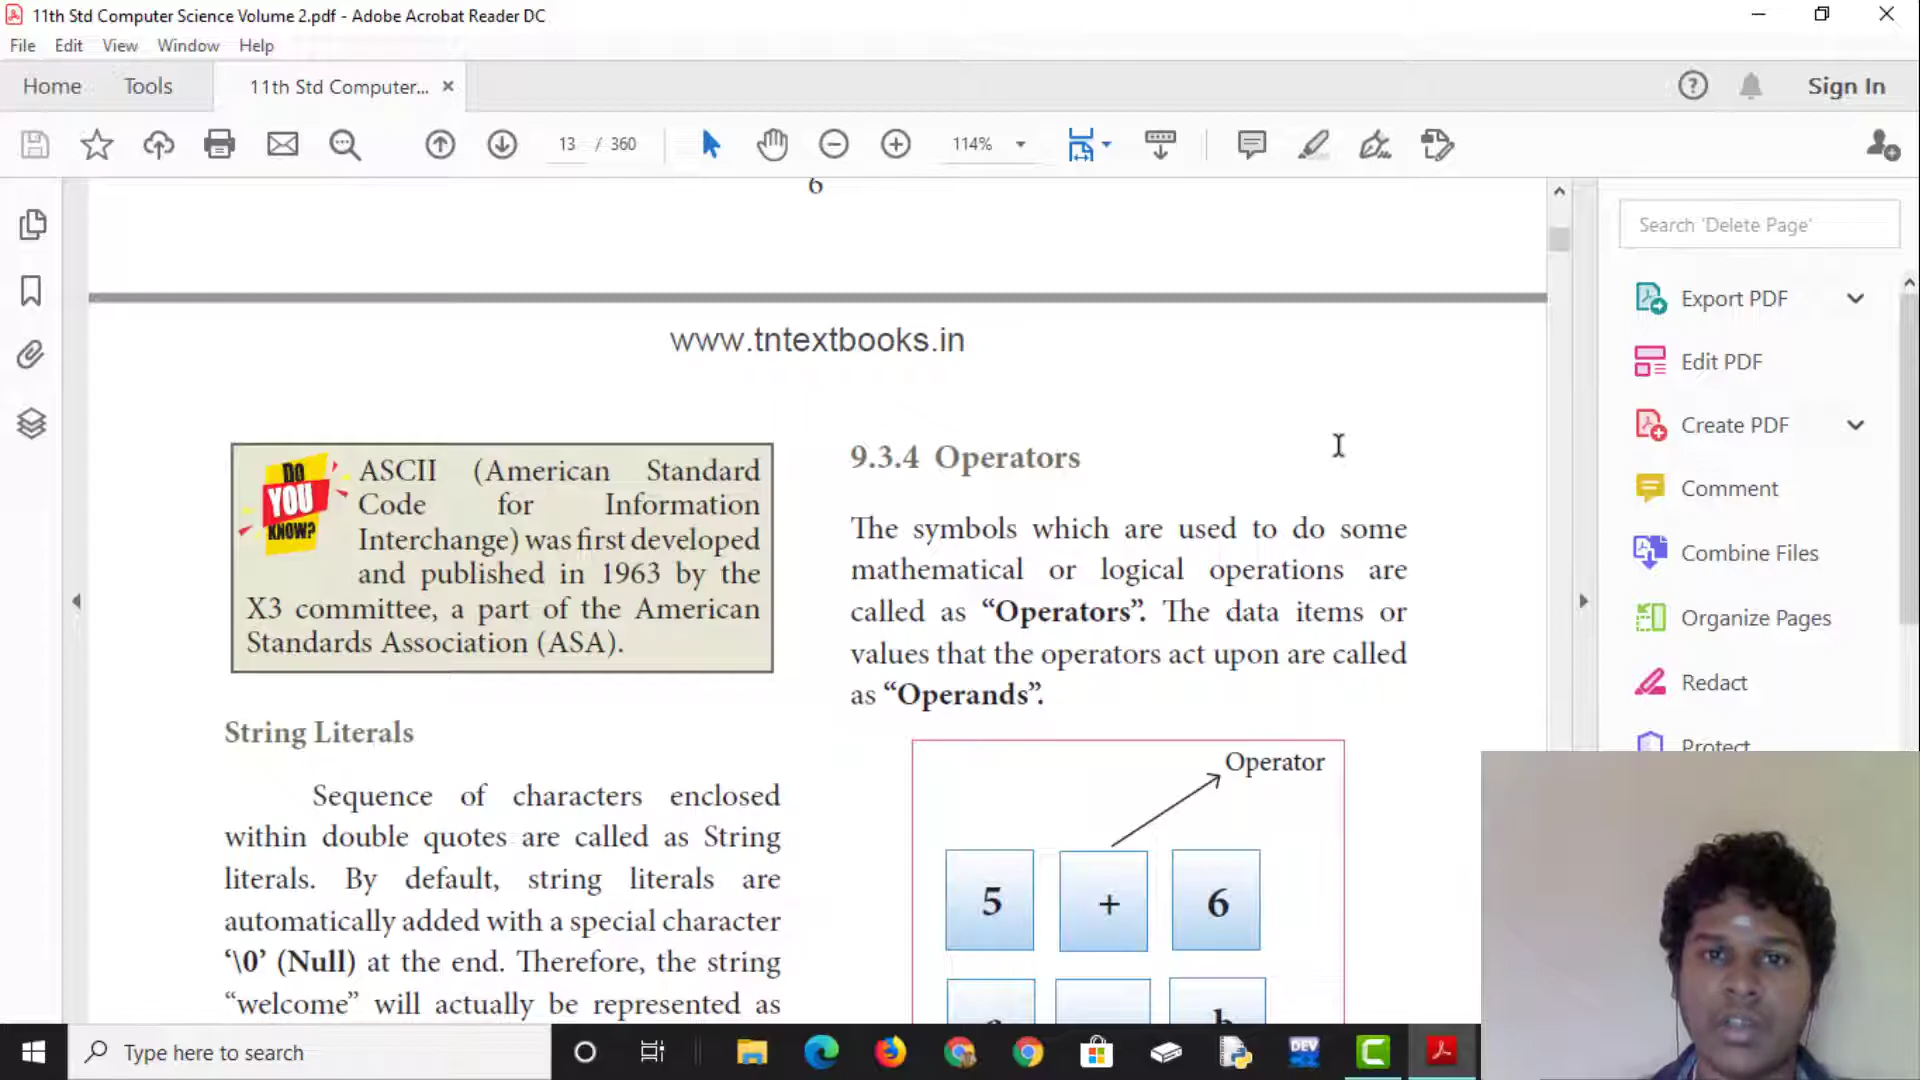 11th Std Computer Science Volume 2.pdf - Adobe Acrobat Reader DC
File Edit View Window Help
Home Tools 11th Std Computer... Sign In
13 / 360 114%
6
Search 'Delete Page'
Export PDF
Edit PDF
Create PDF
Comment
Combine Files
Organize Pages
Redact
Protect
www.tntextbooks.in
DO
YOU
KNOW?
ASCII (American Standard
Code for Information
Interchange) was first developed
and published in 1963 by the
X3 committee, a part of the American
Standards Association (ASA).
String Literals
Sequence of characters enclosed
within double quotes are called as String
literals. By default, string literals are
automatically added with a special character
‘\0’ (Null) at the end. Therefore, the string
“welcome” will actually be represented as
9.3.4 Operators
The symbols which are used to do some
mathematical or logical operations are
called as “Operators”. The data items or
values that the operators act upon are called
as “Operands”.
Operator
5 + 6
b
Type here to search
DEV